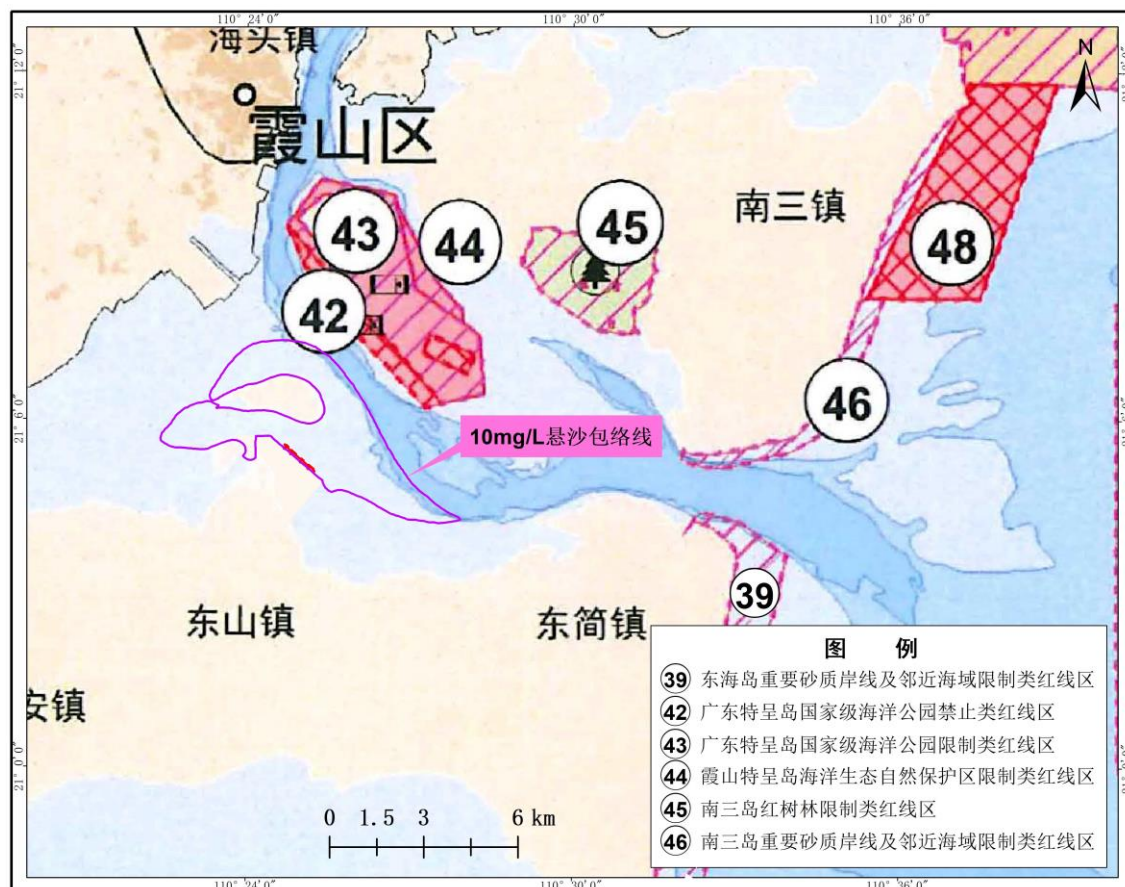 110° 24′0″
110° 30′0″
110° 36′0″
21° 12′0″
海头镇
N
霞山区
43
44
45
南三镇
48
42
46
21° 6′0″
10mg/L悬沙包络线
39
东山镇
东简镇
安镇
21° 0′0″
0 1.5 3 6 km
图 例
39 东海岛重要砂质岸线及邻近海域限制类红线区
42 广东特呈岛国家级海洋公园禁止类红线区
43 广东特呈岛国家级海洋公园限制类红线区
44 霞山特呈岛海洋生态自然保护区限制类红线区
45 南三岛红树林限制类红线区
46 南三岛重要砂质岸线及邻近海域限制类红线区
110° 24′0″
110° 30′0″
110° 36′0″